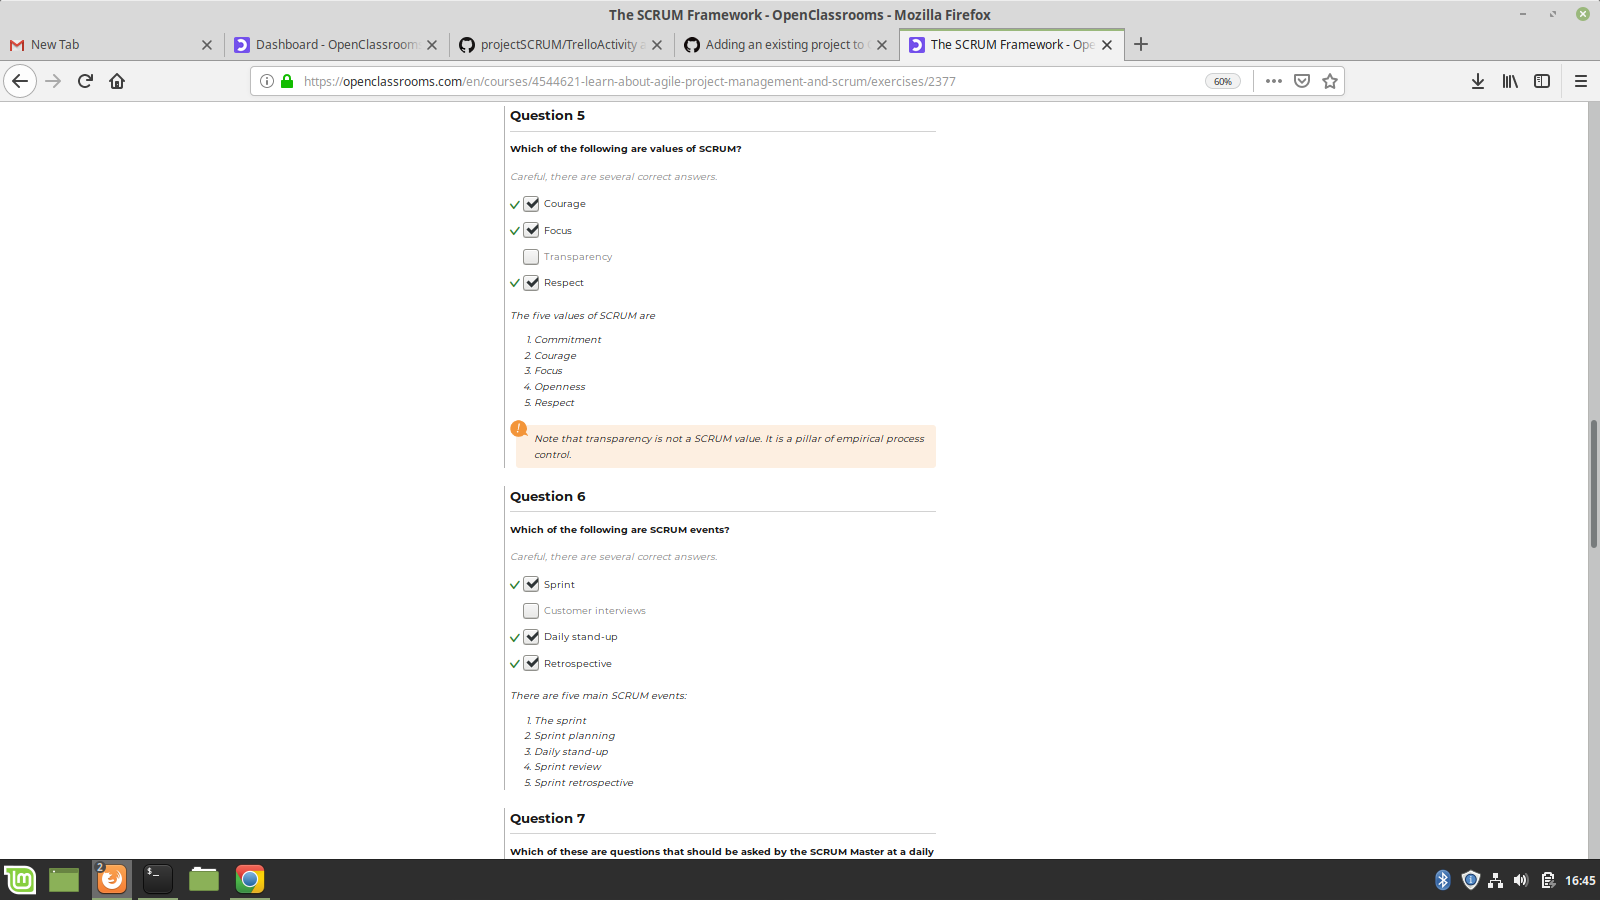 The SCRUM Framework - OpenClassrooms - Mozilla Firefox
New Tab
Dashboard - OpenClassroom
projectSCRUM/TrelloActivity a
Adding an existing project to
The SCRUM Framework - Ope
https://openclassrooms.com/en/courses/4544621-learn-about-agile-project-management-and-scrum/exercises/2377
60%
Question 5
Which of the following are values of SCRUM?
Careful, there are several correct answers.
Courage
Focus
Transparency
Respect
The five values of SCRUM are
1. Commitment
2. Courage
3. Focus
4. Openness
5. Respect
!
Note that transparency is not a SCRUM value. It is a pillar of empirical process
control.
Question 6
Which of the following are SCRUM events?
Careful, there are several correct answers.
Sprint
Customer interviews
Daily stand-up
Retrospective
There are five main SCRUM events:
1. The sprint
2. Sprint planning
3. Daily stand-up
4. Sprint review
5. Sprint retrospective
Question 7
Which of these are questions that should be asked by the SCRUM Master at a daily
2
$_
16:45